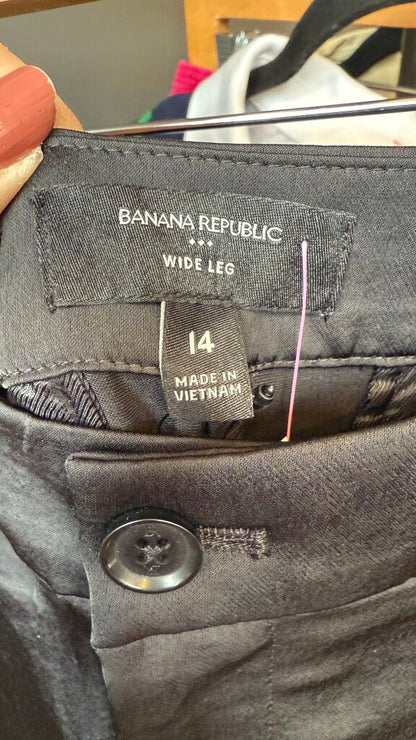 BANANA REPUBLIC
WIDE LEG
14
MADE IN
VIETNAM